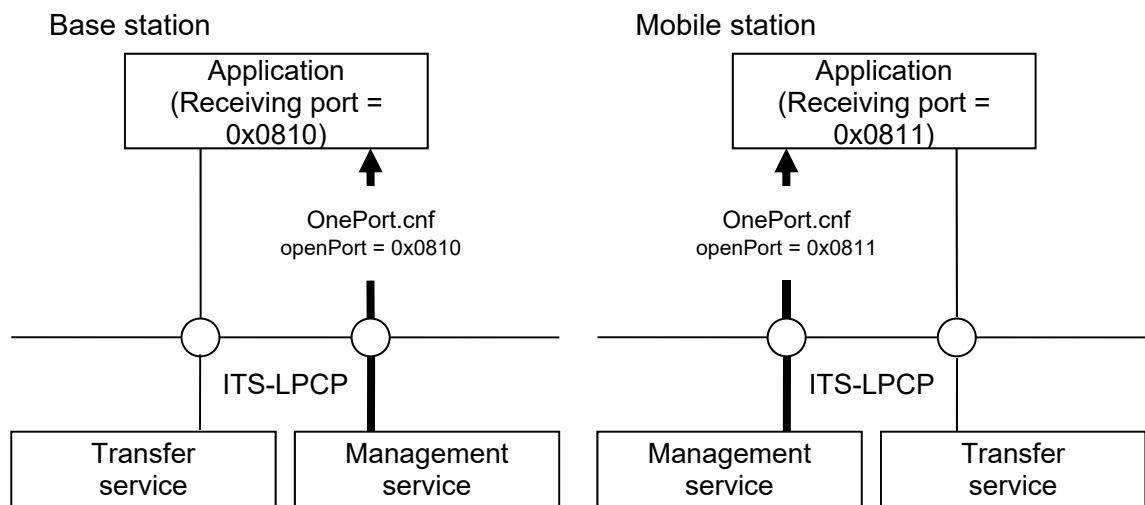 Base station
Application
(Receiving port =
0x0810)
OnePort.cnf
openPort = 0x0810
ITS-LPCP
Transfer
service
Management
service
Mobile station
Application
(Receiving port =
0x0811)
OnePort.cnf
openPort = 0x0811
ITS-LPCP
Management
service
Transfer
service